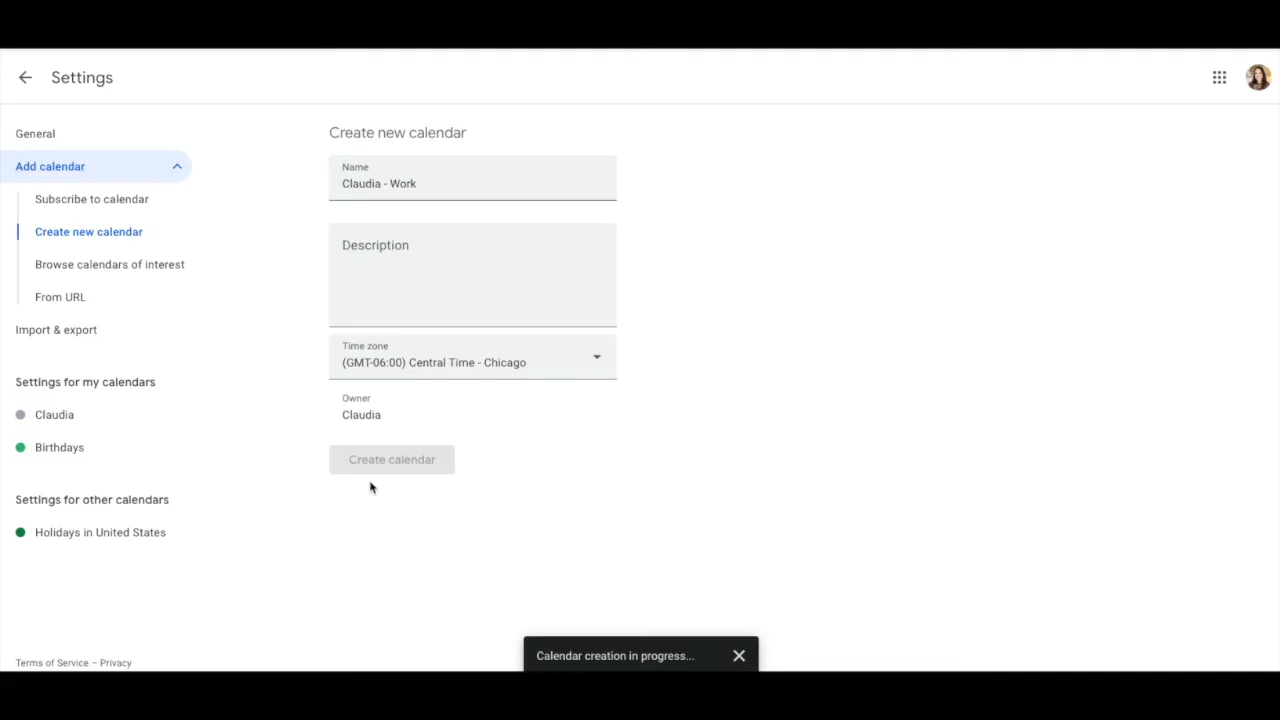 Settings
General
Add calendar
Subscribe to calendar
Create new calendar
Browse calendars of interest
From URL
Import & export
Settings for my calendars
Claudia
Birthdays
Settings for other calendars
Holidays in United States
Terms of Service – Privacy
Create new calendar
Name
Claudia - Work
Description
Time zone
(GMT-06:00) Central Time - Chicago
Owner
Claudia
Create calendar
Calendar creation in progress...